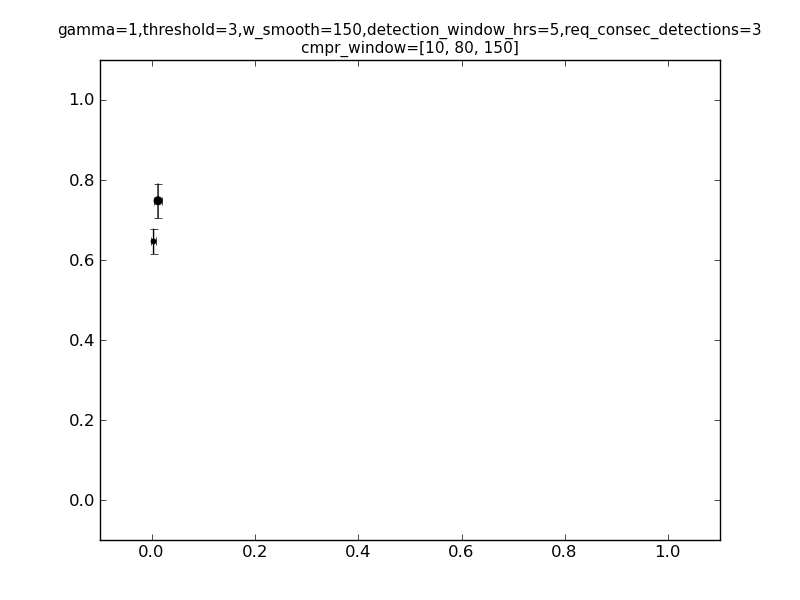 gamma=1,threshold=3,w_smooth=150,detection_window_hrs=5,req_consec_detections=3
cmpr_window=[10, 80, 150]
1.0
0.8
0.6
0.4
0.2
0.0
0.0 0.2 0.4 0.6 0.8 1.0